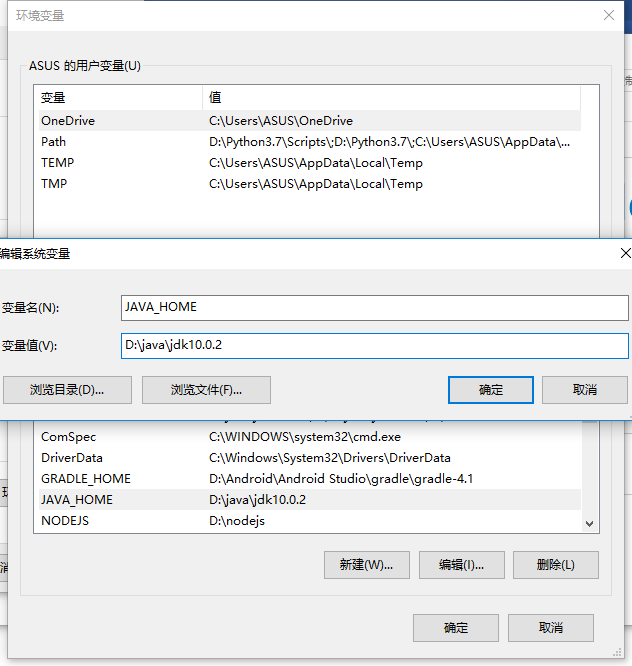 环境变量
ASUS 的用户变量(U)
变量 值
OneDrive C:\Users\ASUS\OneDrive
Path D:\Python3.7\Scripts\;D:\Python3.7\;C:\Users\ASUS\AppData\...
TEMP C:\Users\ASUS\AppData\Local\Temp
TMP C:\Users\ASUS\AppData\Local\Temp
编辑系统变量
变量名(N): JAVA_HOME
变量值(V): D:\java\jdk10.0.2
浏览目录(D)... 浏览文件(F)... 确定 取消
ComSpec C:\WINDOWS\system32\cmd.exe
DriverData C:\Windows\System32\Drivers\DriverData
GRADLE_HOME D:\Android\Android Studio\gradle\gradle-4.1
JAVA_HOME D:\java\jdk10.0.2
NODEJS D:\nodejs
新建(W)... 编辑(I)... 删除(L)
确定 取消